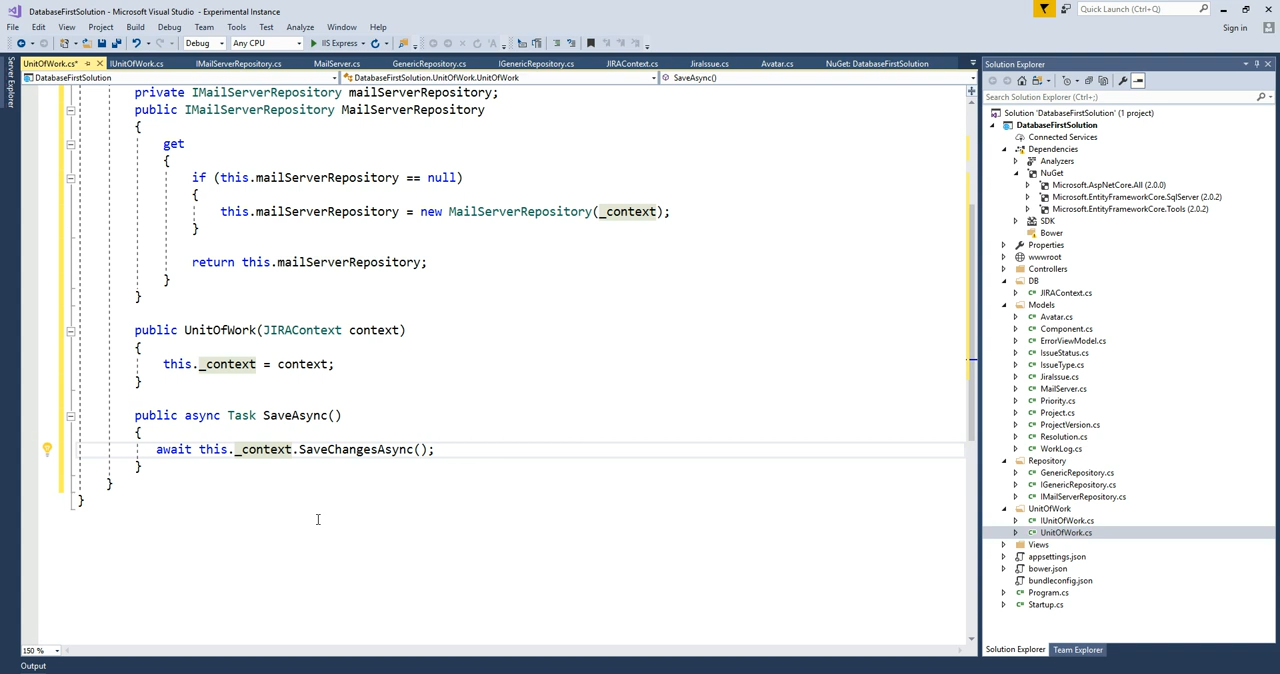 DatabaseFirstSolution - Microsoft Visual Studio - Experimental Instance
Quick Launch (Ctrl+Q)
File Edit View Project Build Debug Team Tools Test Analyze Window Help
Sign in
Debug Any CPU IIS Express
Server Explorer
UnitOfWork.cs* IUnitOfWork.cs IMailServerRepository.cs MailServer.cs GenericRepository.cs IGenericRepository.cs JIRAContext.cs JiraIssue.cs Avatar.cs NuGet: DatabaseFirstSolution
DatabaseFirstSolution DatabaseFirstSolution.UnitOfWork.UnitOfWork SaveAsync()
private IMailServerRepository mailServerRepository;
public IMailServerRepository MailServerRepository
{
get
{
if (this.mailServerRepository == null)
{
this.mailServerRepository = new MailServerRepository(_context);
}
return this.mailServerRepository;
}
}
public UnitOfWork(JIRAContext context)
{
this._context = context;
}
public async Task SaveAsync()
{
await this._context.SaveChangesAsync();
}
}
}
150 %
Output
Solution Explorer
Search Solution Explorer (Ctrl+;)
Solution 'DatabaseFirstSolution' (1 project)
DatabaseFirstSolution
Connected Services
Dependencies
Analyzers
NuGet
Microsoft.AspNetCore.All (2.0.0)
Microsoft.EntityFrameworkCore.SqlServer (2.0.2)
Microsoft.EntityFrameworkCore.Tools (2.0.2)
SDK
Bower
Properties
wwwroot
Controllers
DB
JIRAContext.cs
Models
Avatar.cs
Component.cs
ErrorViewModel.cs
IssueStatus.cs
IssueType.cs
JiraIssue.cs
MailServer.cs
Priority.cs
Project.cs
ProjectVersion.cs
Resolution.cs
WorkLog.cs
Repository
GenericRepository.cs
IGenericRepository.cs
IMailServerRepository.cs
UnitOfWork
IUnitOfWork.cs
UnitOfWork.cs
Views
appsettings.json
bower.json
bundleconfig.json
Program.cs
Startup.cs
Solution Explorer Team Explorer